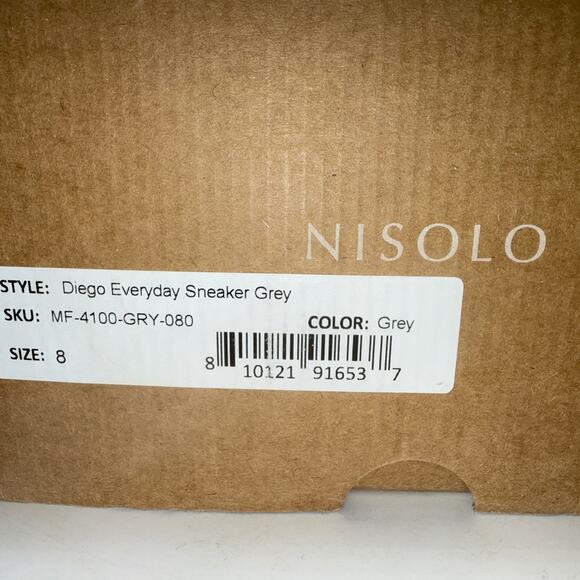 NISOLO
STYLE: Diego Everyday Sneaker Grey
SKU: MF-4100-GRY-080 COLOR: Grey
SIZE: 8
8 10121 91653 7